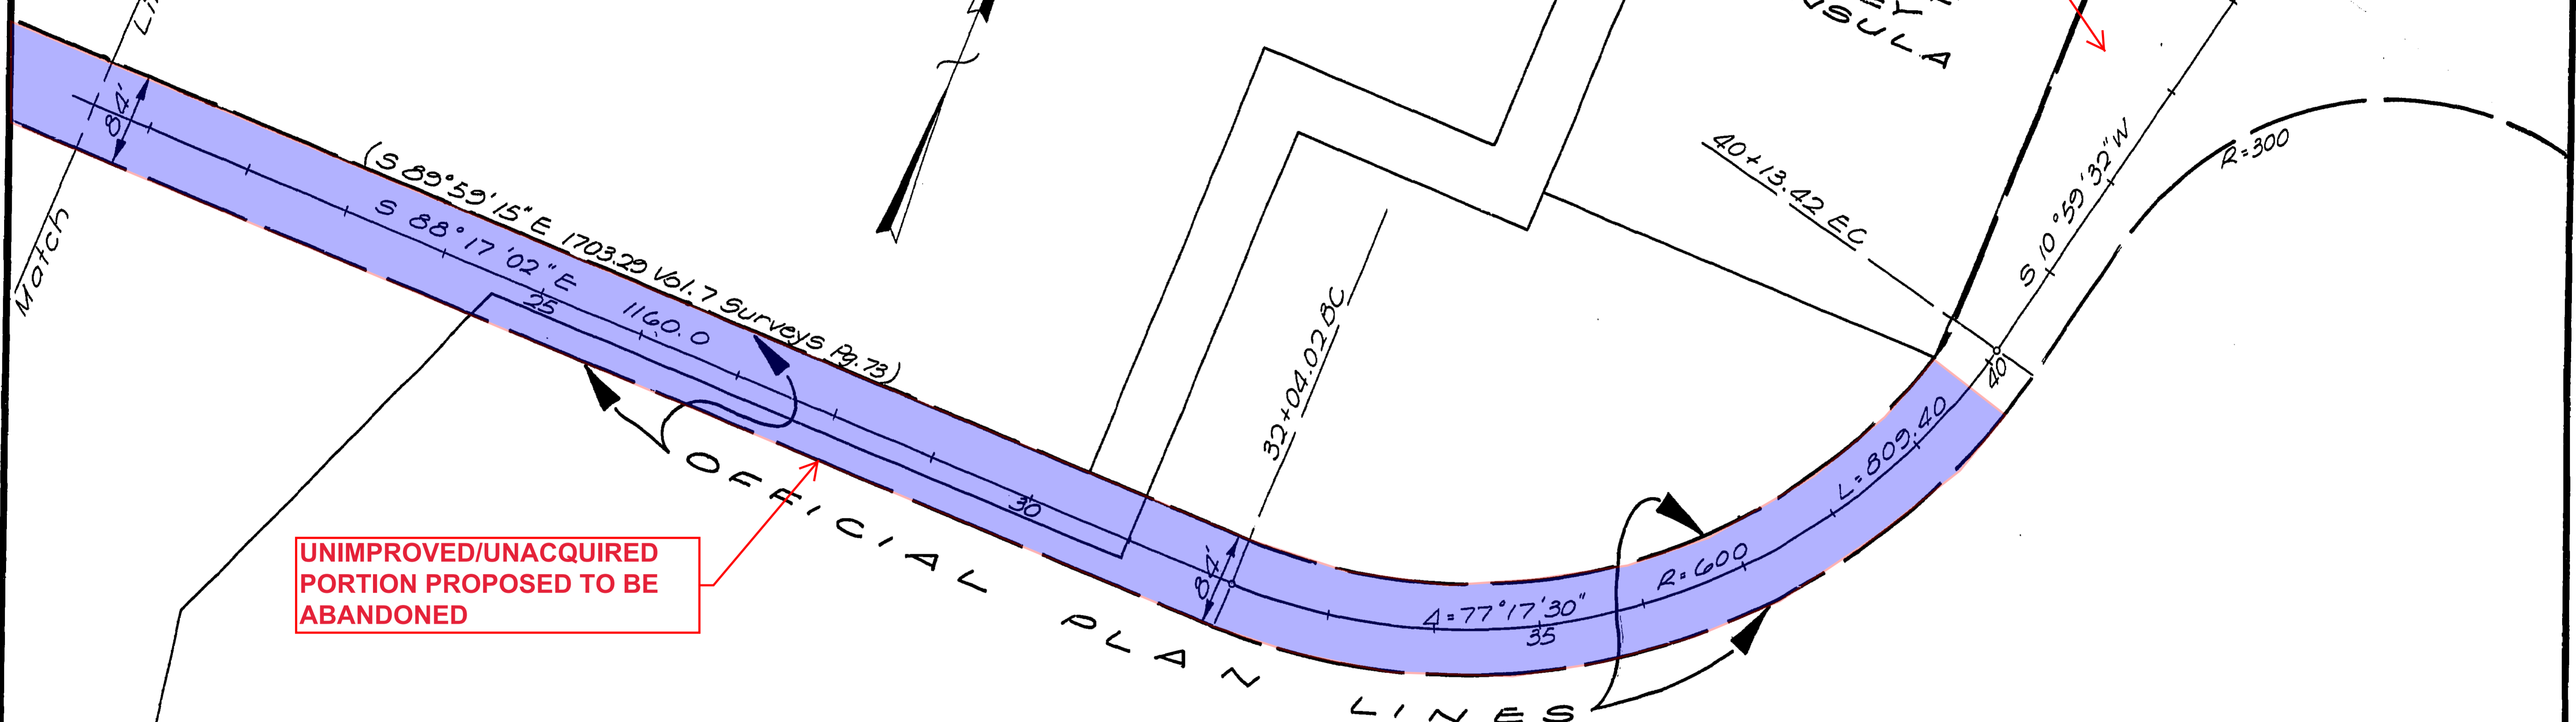 Match
Li
84'
(S 89°59'15"E 1703.29 Vol.7 Surveys Pg.73)
S 88°17'02"E 1160.0
25
30
UNIMPROVED/UNACQUIRED
PORTION PROPOSED TO BE
ABANDONED
OFFICIAL PLAN LINES
32+04.02 BC
84'
Δ=77°17'30"
35
R=600
L=809.40
40
40+13.42 EC
S 10°59'32"W
R=300
EY
NSULA